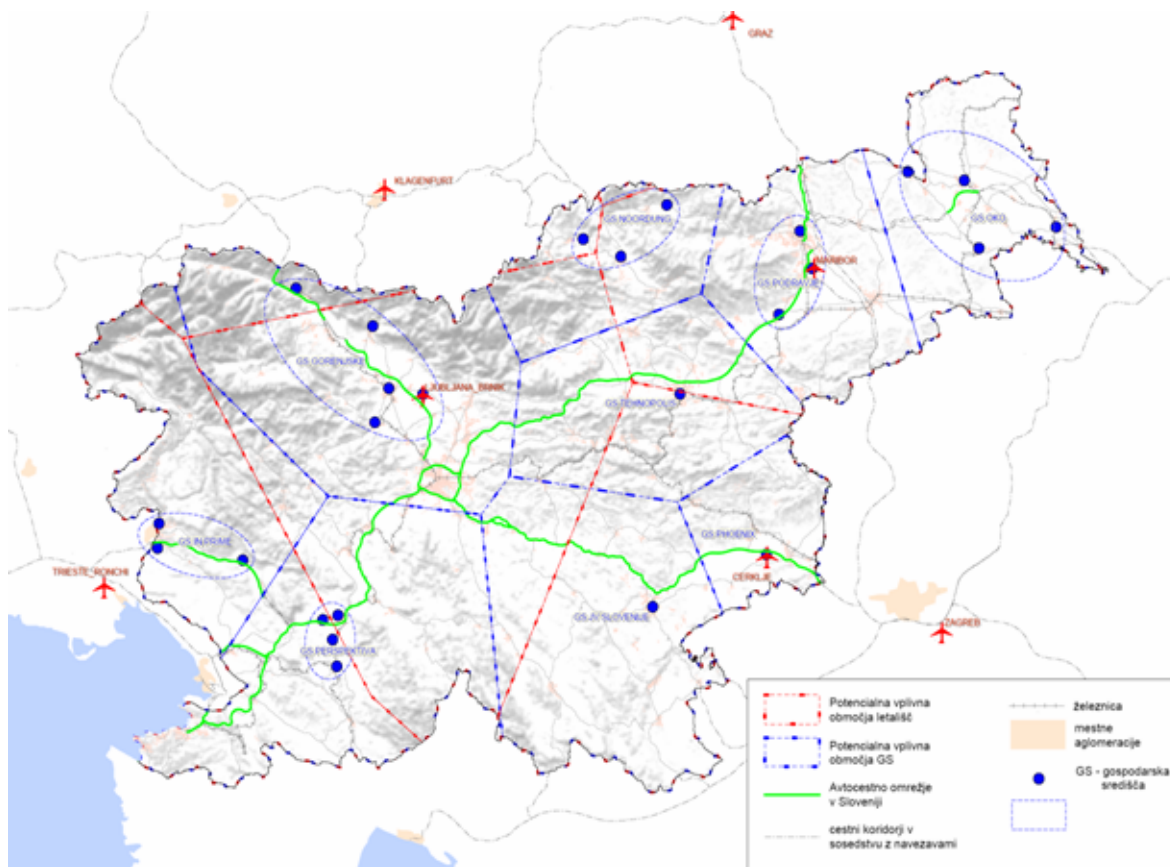 GRAZ
KLAGENFURT
GS NOORDUNG
GS OKO
MARIBOR
GS PODRAVJE
GS GORENJSKE
LJUBLJANA_BRNIK
GS TEHNOPOLIS
GS IN PRIME
GS PHOENIX
TRIESTE_RONCHI
CERKLJE
GS JV SLOVENIJE
ZAGREB
GS PERSPEKTIVA
Potencialna vplivna
območja letališč
Potencialna vplivna
območja GS
Avtocestno omrežje
v Sloveniji
cestni koridorji v
sosedstvu z navezavami
železnica
mestne
aglomeracije
GS - gospodarska
središča